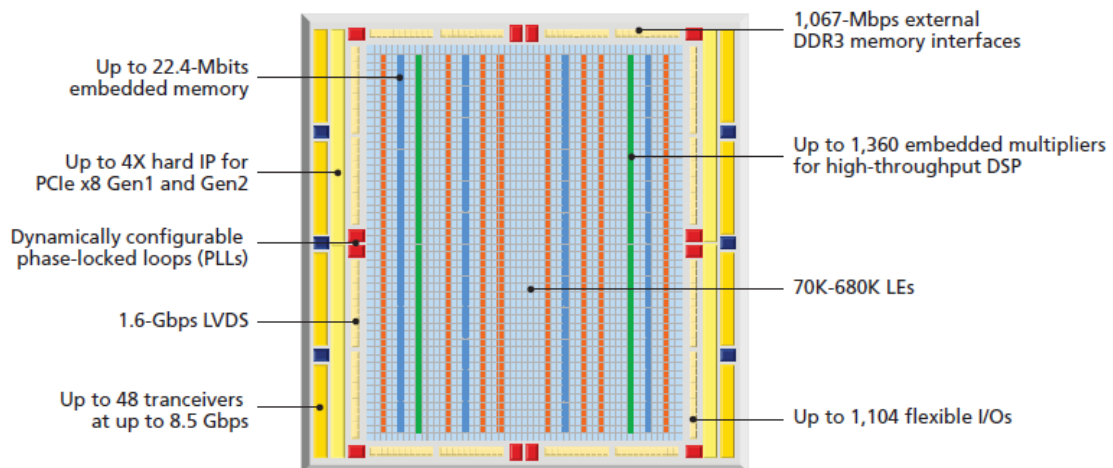 Up to 22.4-Mbits
embedded memory
Up to 4X hard IP for
PCIe x8 Gen1 and Gen2
Dynamically configurable
phase-locked loops (PLLs)
1.6-Gbps LVDS
Up to 48 tranceivers
at up to 8.5 Gbps
1,067-Mbps external
DDR3 memory interfaces
Up to 1,360 embedded multipliers
for high-throughput DSP
70K-680K LEs
Up to 1,104 flexible I/Os